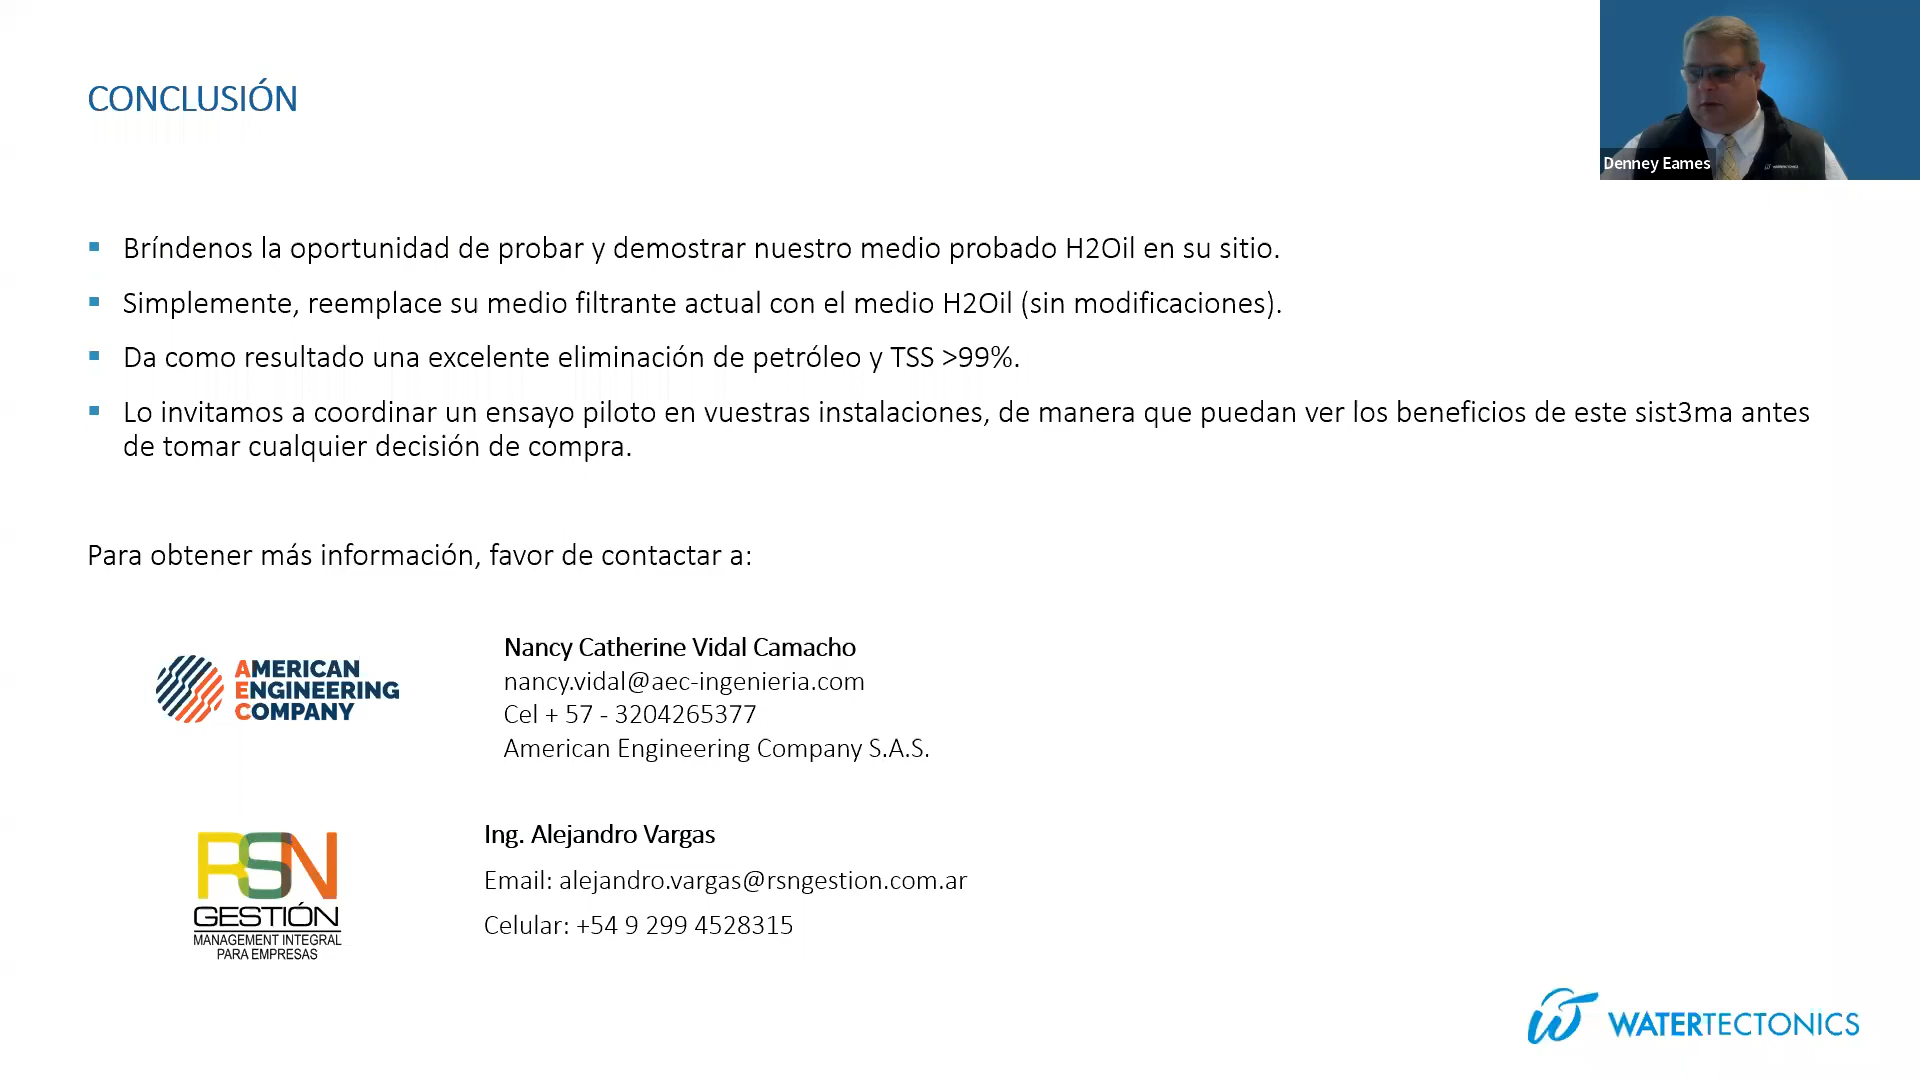 CONCLUSIÓN
Denney Eames
Bríndenos la oportunidad de probar y demostrar nuestro medio probado H2Oil en su sitio.
Simplemente, reemplace su medio filtrante actual con el medio H2Oil (sin modificaciones).
Da como resultado una excelente eliminación de petróleo y TSS >99%.
Lo invitamos a coordinar un ensayo piloto en vuestras instalaciones, de manera que puedan ver los beneficios de este sist3ma antes
de tomar cualquier decisión de compra.
Para obtener más información, favor de contactar a:
AMERICAN
ENGINEERING
COMPANY
Nancy Catherine Vidal Camacho
nancy.vidal@aec-ingenieria.com
Cel + 57 - 3204265377
American Engineering Company S.A.S.
RSN
GESTIÓN
MANAGEMENT INTEGRAL
PARA EMPRESAS
Ing. Alejandro Vargas
Email: alejandro.vargas@rsngestion.com.ar
Celular: +54 9 299 4528315
WATERTECTONICS